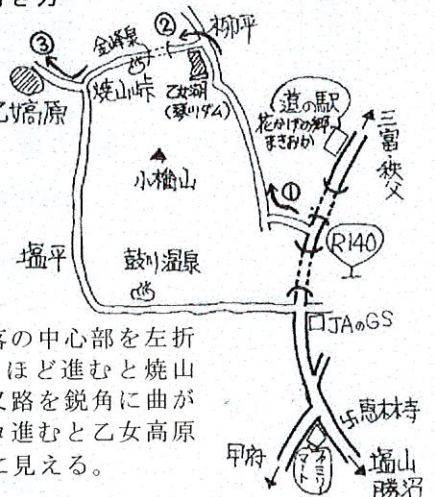 ②
柳平
③
金峰泉
焼山峠
乙女湖
(琴川ダム)
乙女高原
道の駅
花かげの郷
まきおか
三富・秩父
小楢山
①
R140
塩平
鼓川温泉
JAのGS
落の中心部を左折
ほど進むと焼山
又路を鋭角に曲が
進むと乙女高原
に見える。
卍恵林寺
ファミリー
マート
甲府
塩山
勝沼